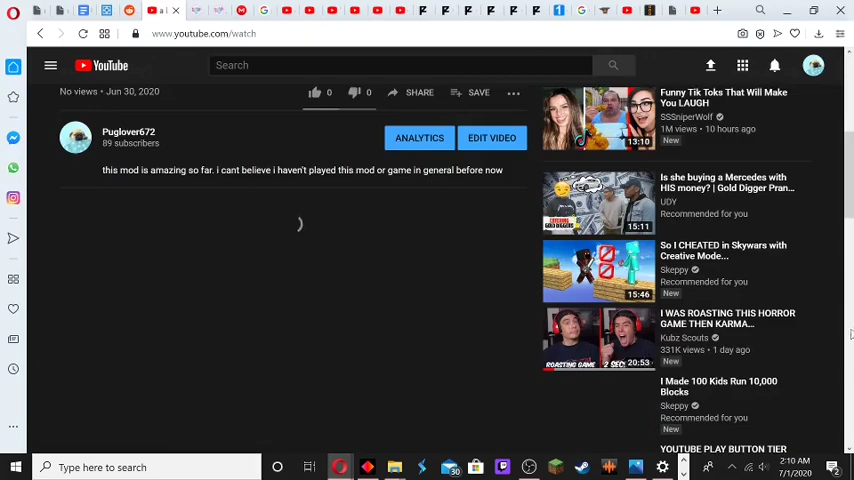 a i
www.youtube.com/watch
YouTube
Search
No views • Jun 30, 2020
0
0
SHARE
SAVE
Puglover672
89 subscribers
ANALYTICS
EDIT VIDEO
this mod is amazing so far. i cant believe i haven't played this mod or game in general before now
13:10
Funny Tik Toks That Will Make
You LAUGH
SSSniperWolf
1M views • 10 hours ago
New
15:11
Is she buying a Mercedes with
HIS money? | Gold Digger Pran...
UDY
Recommended for you
15:46
So I CHEATED in Skywars with
Creative Mode...
Skeppy
Recommended for you
New
ROASTING GAME
2 SEC
20:53
I WAS ROASTING THIS HORROR
GAME THEN KARMA...
Kubz Scouts
331K views • 1 day ago
New
I Made 100 Kids Run 10,000
Blocks
Skeppy
Recommended for you
New
YOUTUBE PLAY BUTTON TIER
Type here to search
30
2:10 AM
7/1/2020
2